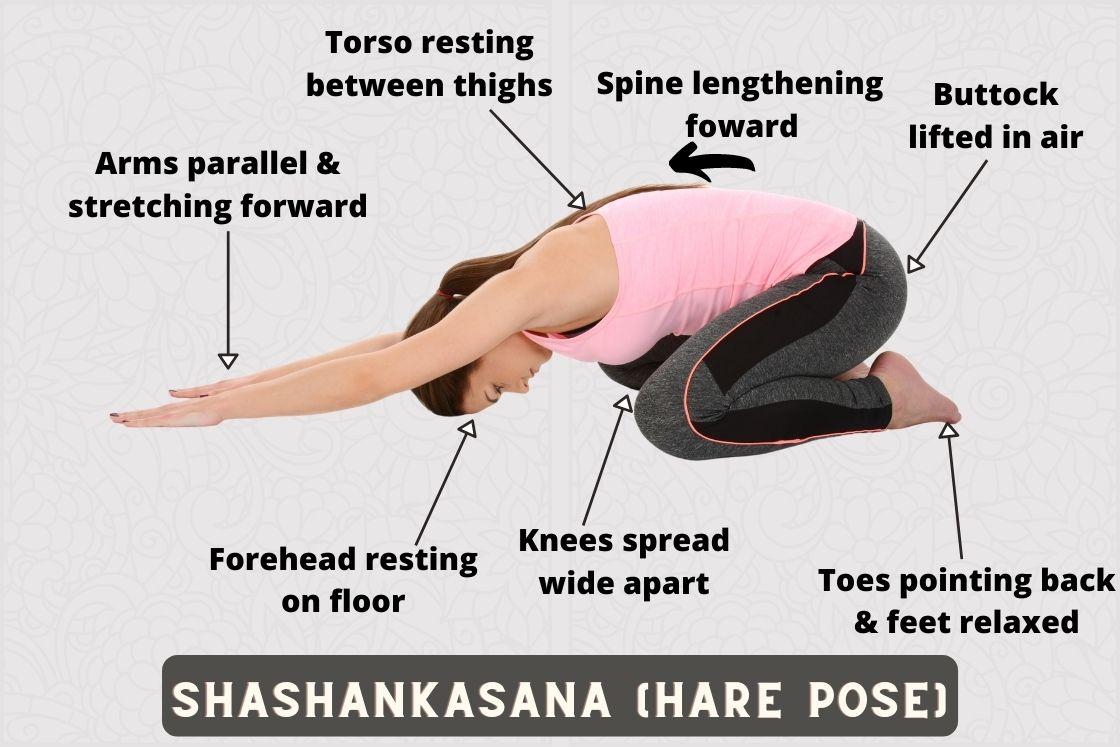 Torso resting
between thighs
Spine lengthening
foward
Buttock
lifted in air
Arms parallel &
stretching forward
Forehead resting
on floor
Knees spread
wide apart
Toes pointing back
& feet relaxed
SHASHANKASANA (HARE POSE)